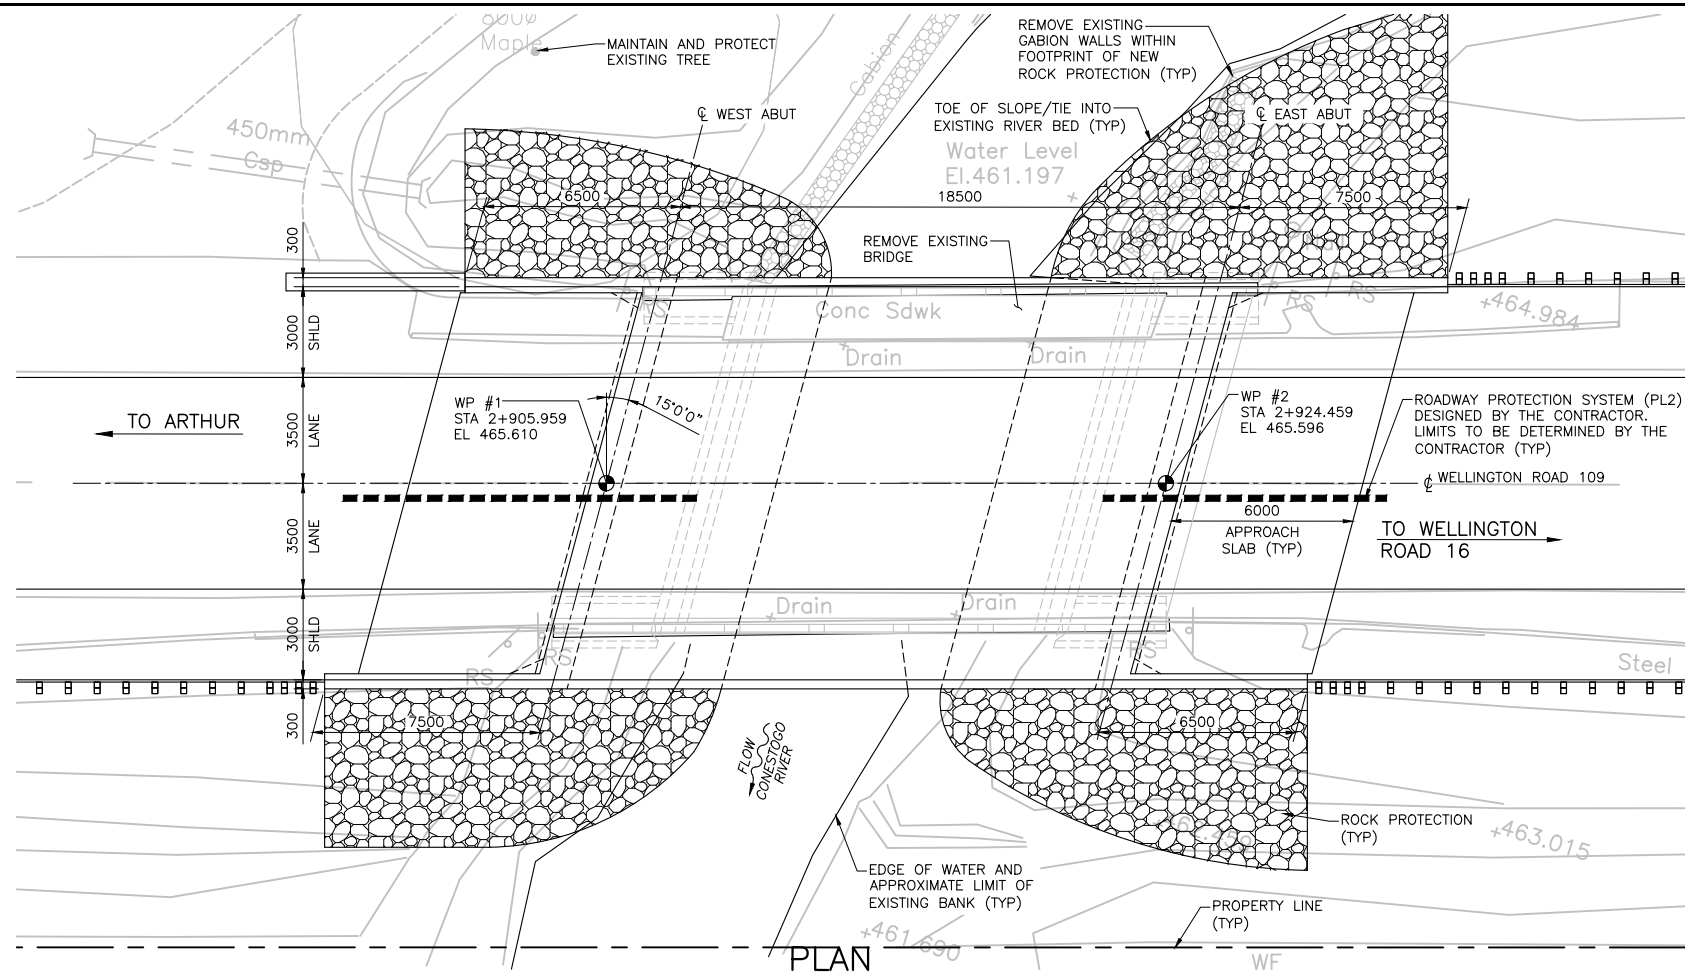 800ø
Maple
MAINTAIN AND PROTECT
EXISTING TREE
Gabion
REMOVE EXISTING
GABION WALLS WITHIN
FOOTPRINT OF NEW
ROCK PROTECTION (TYP)
℄ WEST ABUT
TOE OF SLOPE/TIE INTO
EXISTING RIVER BED (TYP)
℄ EAST ABUT
450mm
Csp
Water Level
El.461.197
6500
18500
7500
300
REMOVE EXISTING
BRIDGE
RS
Conc Sdwk
RS
RS
+464.984
3000
SHLD
Drain
Drain
TO ARTHUR
3500
LANE
WP #1
STA 2+905.959
EL 465.610
15°0'0"
WP #2
STA 2+924.459
EL 465.596
ROADWAY PROTECTION SYSTEM (PL2)
DESIGNED BY THE CONTRACTOR.
LIMITS TO BE DETERMINED BY THE
CONTRACTOR (TYP)
℄ WELLINGTON ROAD 109
3500
LANE
6000
APPROACH
SLAB (TYP)
TO WELLINGTON
ROAD 16
3000
SHLD
Drain
Drain
RS
RS
RS
Steel
300
7500
6500
FLOW
CONESTOGO
RIVER
+462.459
ROCK PROTECTION
(TYP)
+463.015
EDGE OF WATER AND
APPROXIMATE LIMIT OF
EXISTING BANK (TYP)
PROPERTY LINE
(TYP)
+461.690
PLAN
WF